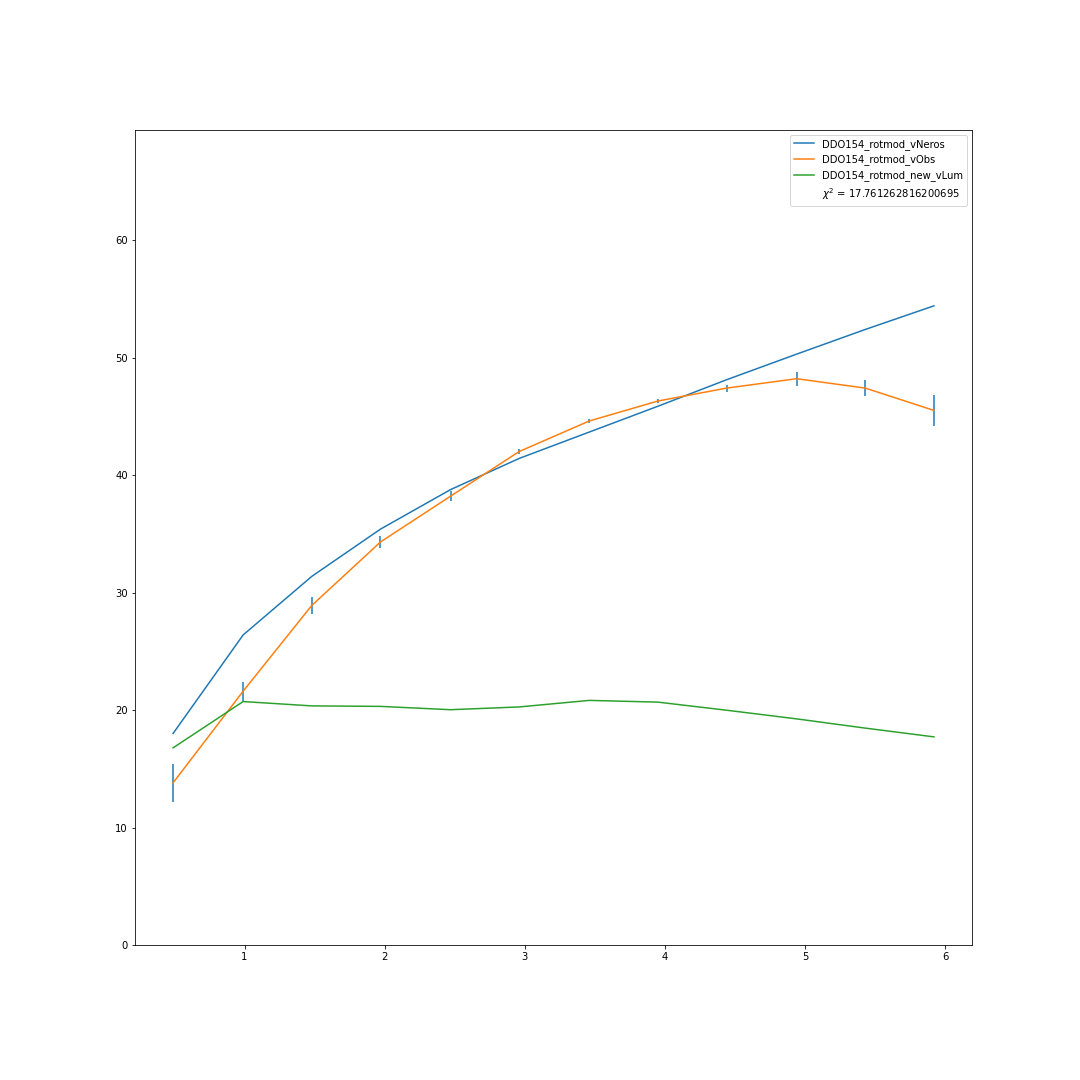 DDO154_rotmod_vNeros
DDO154_rotmod_vObs
DDO154_rotmod_new_vLum
χ² = 17.761262816200695
60
50
40
30
20
10
0
1 2 3 4 5 6